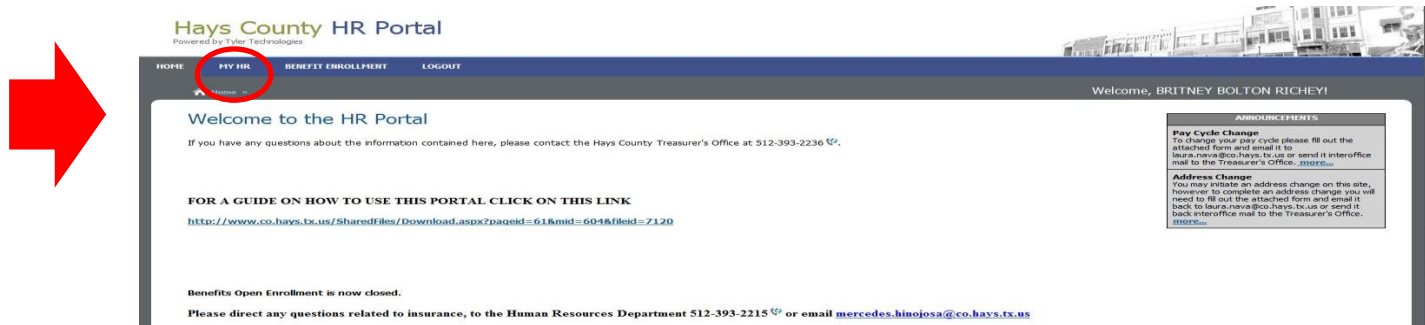 Hays County HR Portal
Powered by Tyler Technologies
HOME MY HR BENEFIT ENROLLMENT LOGOUT
Home »
Welcome, BRITNEY BOLTON RICHEY!
Welcome to the HR Portal
If you have any questions about the information contained here, please contact the Hays County Treasurer's Office at 512-393-2236.
FOR A GUIDE ON HOW TO USE THIS PORTAL CLICK ON THIS LINK
http://www.co.hays.tx.us/SharedFiles/Download.aspx?pageid=61&mid=604&fileid=7120
Benefits Open Enrollment is now closed.
Please direct any questions related to insurance, to the Human Resources Department 512-393-2215 or email mercedes.hinojosa@co.hays.tx.us
ANNOUNCEMENTS
Pay Cycle Change
To change your pay cycle please fill out the
attached form and email it to
laura.nava@co.hays.tx.us or send it interoffice
mail to the Treasurer's Office. more...
Address Change
You may initiate an address change on this site,
however to complete an address change you will
need to fill out the attached form and email it
back to laura.nava@co.hays.tx.us or send it
back interoffice mail to the Treasurer's Office.
more...